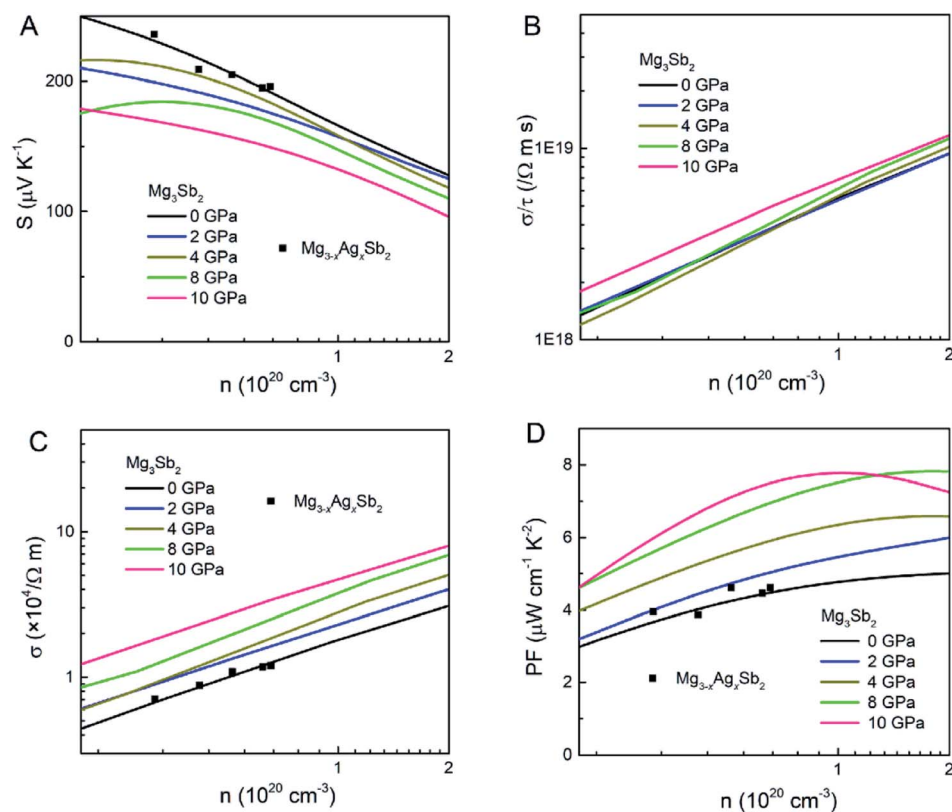 A
S (μV K⁻¹)
200
100
0
Mg₃Sb₂
0 GPa
2 GPa
4 GPa
8 GPa
10 GPa
Mg₃₋ₓAgₓSb₂
1
2
n (10²⁰ cm⁻³)
B
σ/τ (/Ω m s)
1E19
1E18
Mg₃Sb₂
0 GPa
2 GPa
4 GPa
8 GPa
10 GPa
1
2
n (10²⁰ cm⁻³)
C
σ (×10⁴/Ω m)
10
1
Mg₃Sb₂
0 GPa
2 GPa
4 GPa
8 GPa
10 GPa
Mg₃₋ₓAgₓSb₂
1
2
n (10²⁰ cm⁻³)
D
PF (μW cm⁻¹ K⁻²)
8
6
4
2
0
Mg₃Sb₂
0 GPa
2 GPa
4 GPa
8 GPa
10 GPa
Mg₃₋ₓAgₓSb₂
1
2
n (10²⁰ cm⁻³)